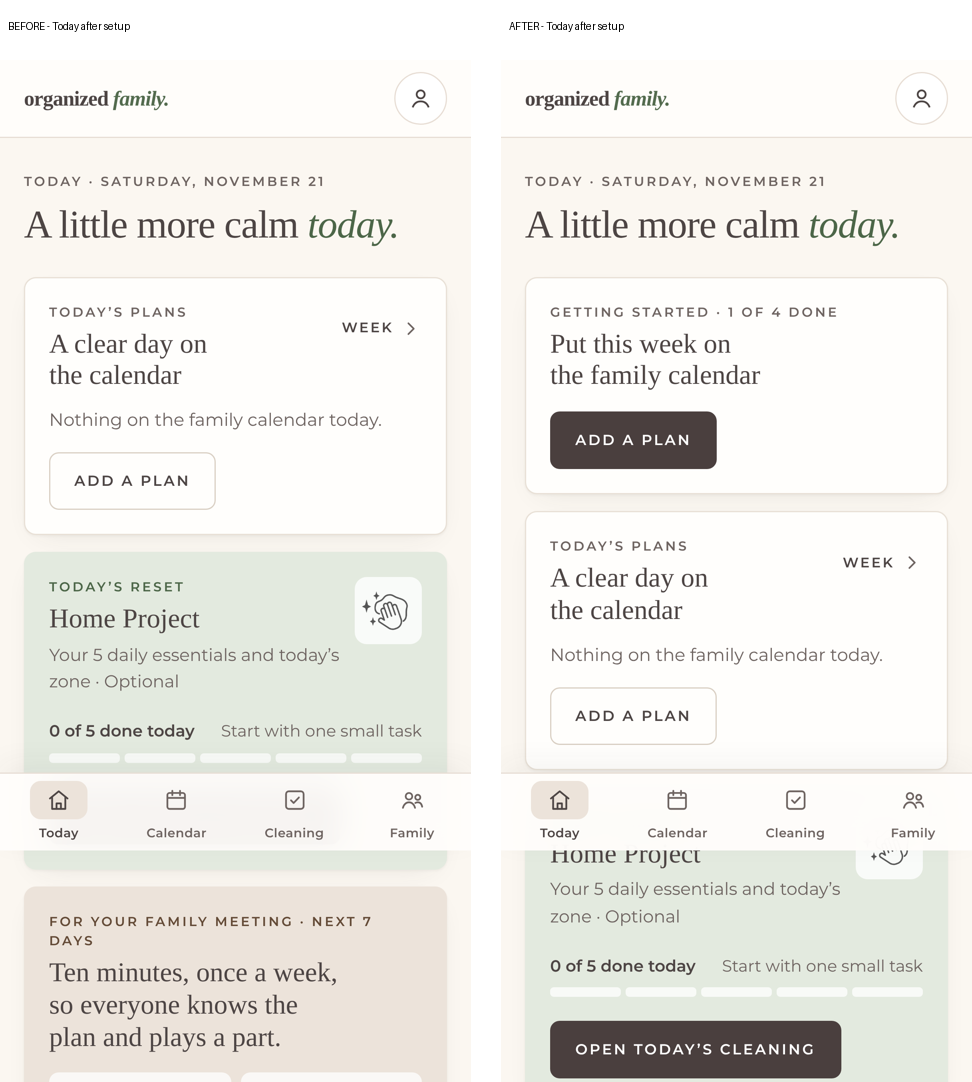 BEFORE - Today after setup
organized family.
TODAY · SATURDAY, NOVEMBER 21
A little more calm today.
TODAY’S PLANS
WEEK
A clear day on
the calendar
Nothing on the family calendar today.
ADD A PLAN
TODAY’S RESET
Home Project
Your 5 daily essentials and today’s
zone · Optional
0 of 5 done today
Start with one small task
Today
Calendar
Cleaning
Family
FOR YOUR FAMILY MEETING · NEXT 7
DAYS
Ten minutes, once a week,
so everyone knows the
plan and plays a part.
AFTER - Today after setup
organized family.
TODAY · SATURDAY, NOVEMBER 21
A little more calm today.
GETTING STARTED · 1 OF 4 DONE
Put this week on
the family calendar
ADD A PLAN
TODAY’S PLANS
WEEK
A clear day on
the calendar
Nothing on the family calendar today.
ADD A PLAN
Today
Calendar
Cleaning
Family
Home Project
Your 5 daily essentials and today’s
zone · Optional
0 of 5 done today
Start with one small task
OPEN TODAY’S CLEANING